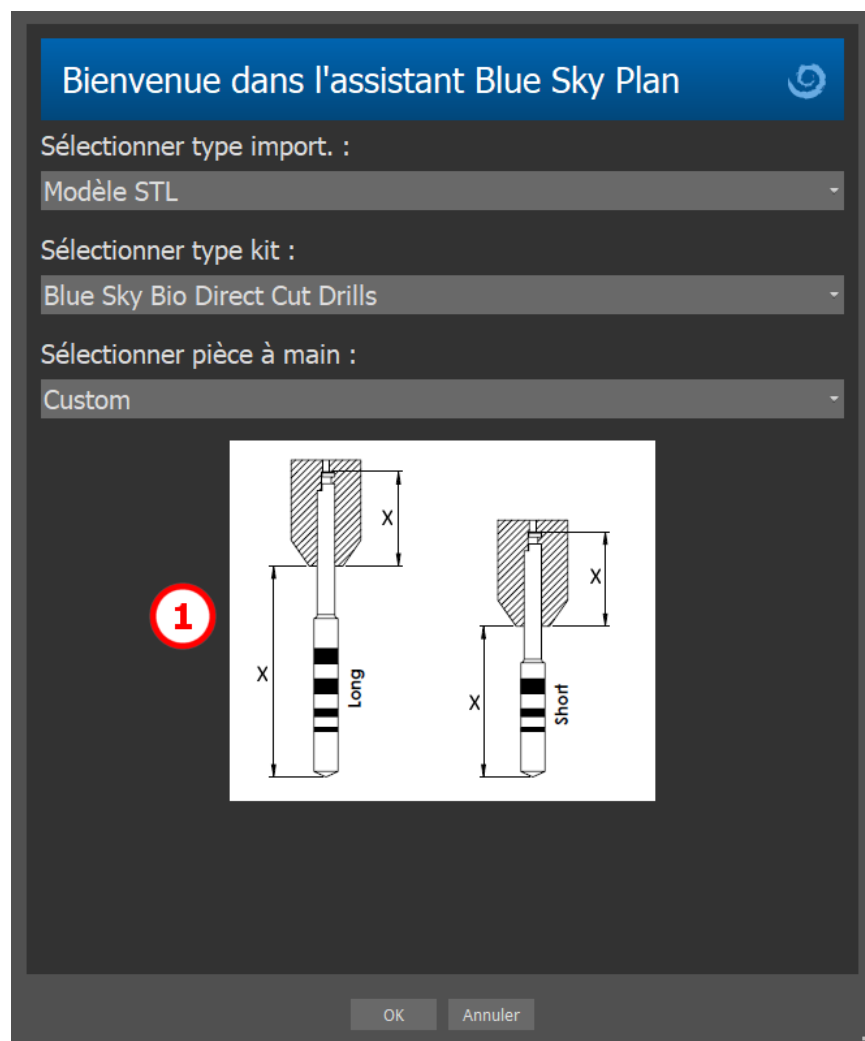 Bienvenue dans l'assistant Blue Sky Plan
Sélectionner type import. :
Modèle STL
Sélectionner type kit :
Blue Sky Bio Direct Cut Drills
Sélectionner pièce à main :
Custom
X
X
1
X
Long
X
Short
OK Annuler